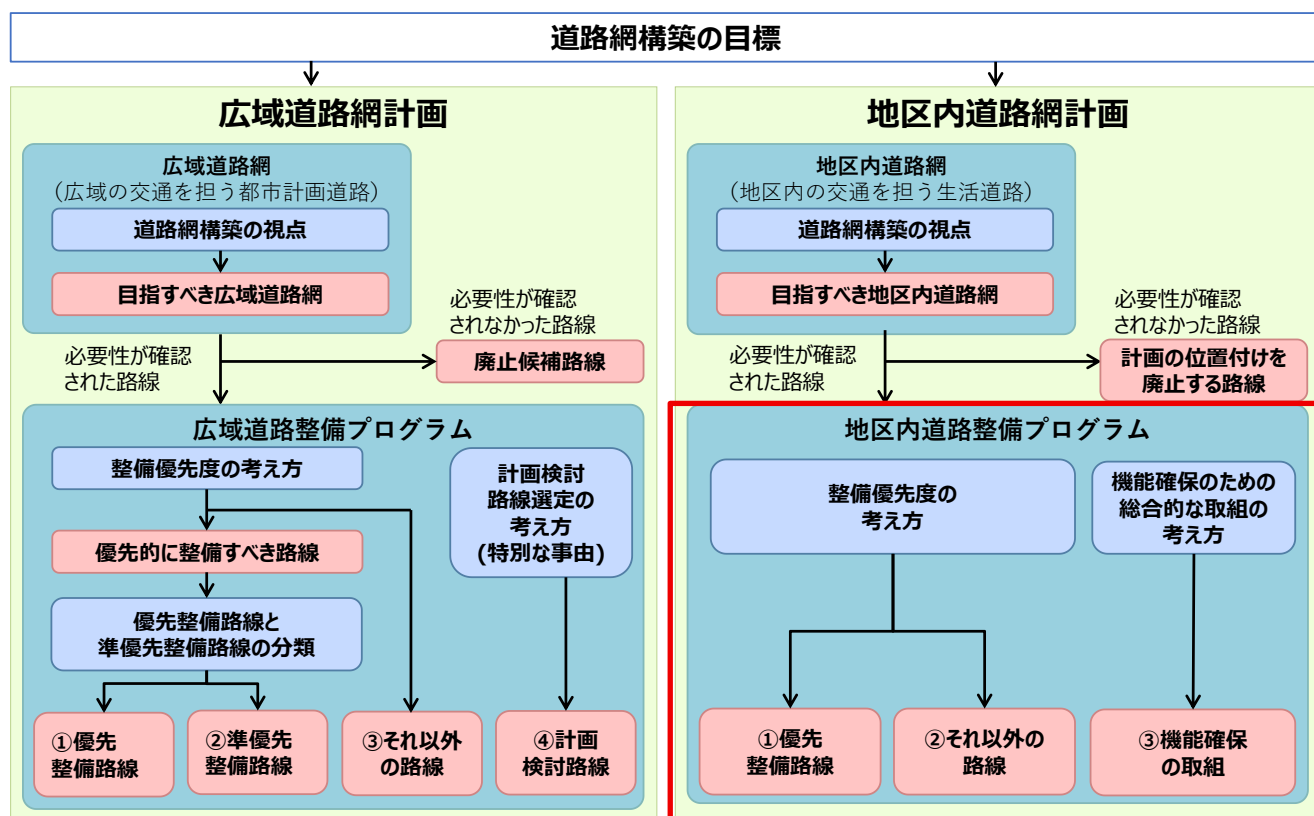 道路網構築の目標
広域道路網計画
広域道路網
（広域の交通を担う都市計画道路）
道路網構築の視点
目指すべき広域道路網
必要性が確認
されなかった路線
必要性が確認
された路線
廃止候補路線
広域道路整備プログラム
整備優先度の考え方
優先的に整備すべき路線
優先整備路線と
準優先整備路線の分類
計画検討
路線選定の
考え方
(特別な事由)
①優先
整備路線
②準優先
整備路線
③それ以外
の路線
④計画
検討路線
地区内道路網計画
地区内道路網
（地区内の交通を担う生活道路）
道路網構築の視点
目指すべき地区内道路網
必要性が確認
されなかった路線
必要性が確認
された路線
計画の位置付けを
廃止する路線
地区内道路整備プログラム
整備優先度の
考え方
機能確保のための
総合的な取組の
考え方
①優先
整備路線
②それ以外の
路線
③機能確保
の取組